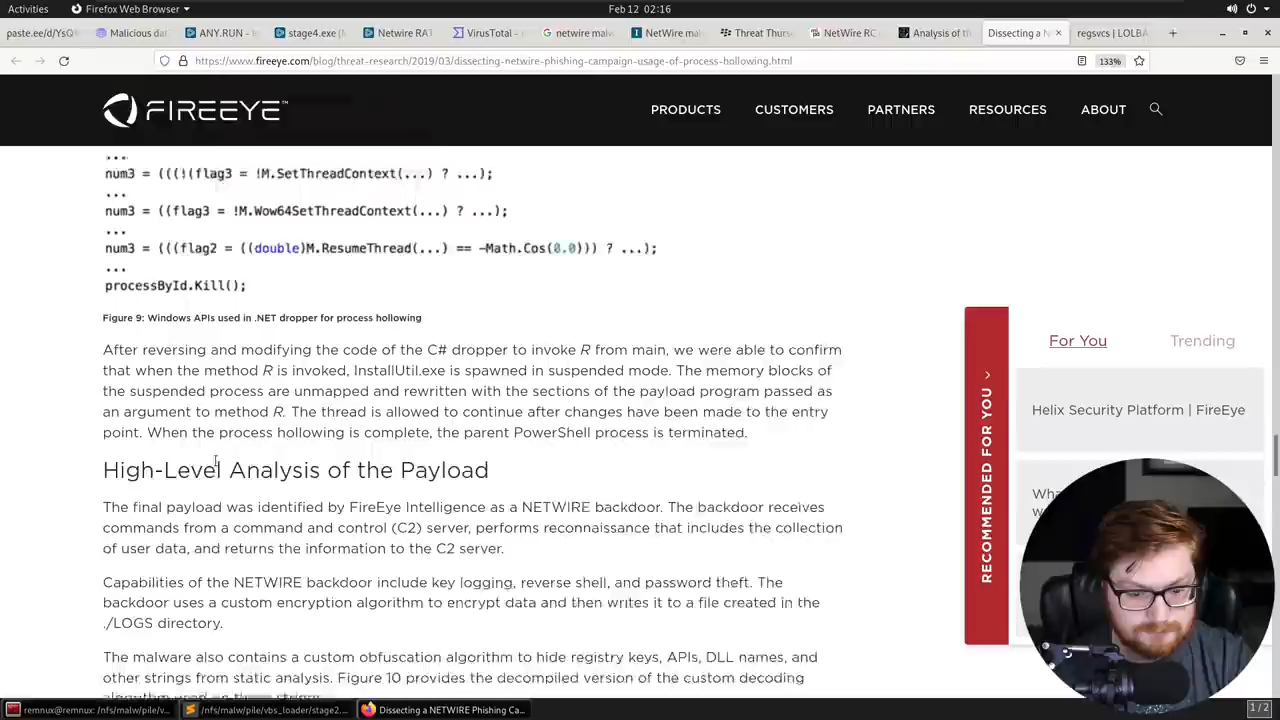 Activities
Firefox Web Browser
Feb 12 02:16
paste.ee/d/YsQ
Malicious dat
ANY.RUN - I
stage4.exe (
Netwire RAT
VirusTotal -
netwire malw
NetWire mal
Threat Thurs
NetWire RC
Analysis of th
Dissecting a N
regsvcs | LOLBA
https://www.fireeye.com/blog/threat-research/2019/03/dissecting-netwire-phishing-campaign-usage-of-process-hollowing.html
133%
FIREEYE™
PRODUCTS CUSTOMERS PARTNERS RESOURCES ABOUT
...
num3 = (((!(flag3 = !M.SetThreadContext(...) ? ...);
...
num3 = ((flag3 = !M.Wow64SetThreadContext(...) ? ...);
...
num3 = (((flag2 = ((double)M.ResumeThread(...) == -Math.Cos(0.0))) ? ...);
...
processById.Kill();
Figure 9: Windows APIs used in .NET dropper for process hollowing
After reversing and modifying the code of the C# dropper to invoke R from main, we were able to confirm
that when the method R is invoked, InstallUtil.exe is spawned in suspended mode. The memory blocks of
the suspended process are unmapped and rewritten with the sections of the payload program passed as
an argument to method R. The thread is allowed to continue after changes have been made to the entry
point. When the process hollowing is complete, the parent PowerShell process is terminated.
High-Level Analysis of the Payload
The final payload was identified by FireEye Intelligence as a NETWIRE backdoor. The backdoor receives
commands from a command and control (C2) server, performs reconnaissance that includes the collection
of user data, and returns the information to the C2 server.
Capabilities of the NETWIRE backdoor include key logging, reverse shell, and password theft. The
backdoor uses a custom encryption algorithm to encrypt data and then writes it to a file created in the
./LOGS directory.
The malware also contains a custom obfuscation algorithm to hide registry keys, APIs, DLL names, and
other strings from static analysis. Figure 10 provides the decompiled version of the custom decoding
algorithm used on these strings.
RECOMMENDED FOR YOU
For You
Trending
Helix Security Platform | FireEye
Wha
remnux@remnux: /nfs/malw/pile/v...
/nfs/malw/pile/vbs_loader/stage2...
Dissecting a NETWIRE Phishing Ca...
1 / 2